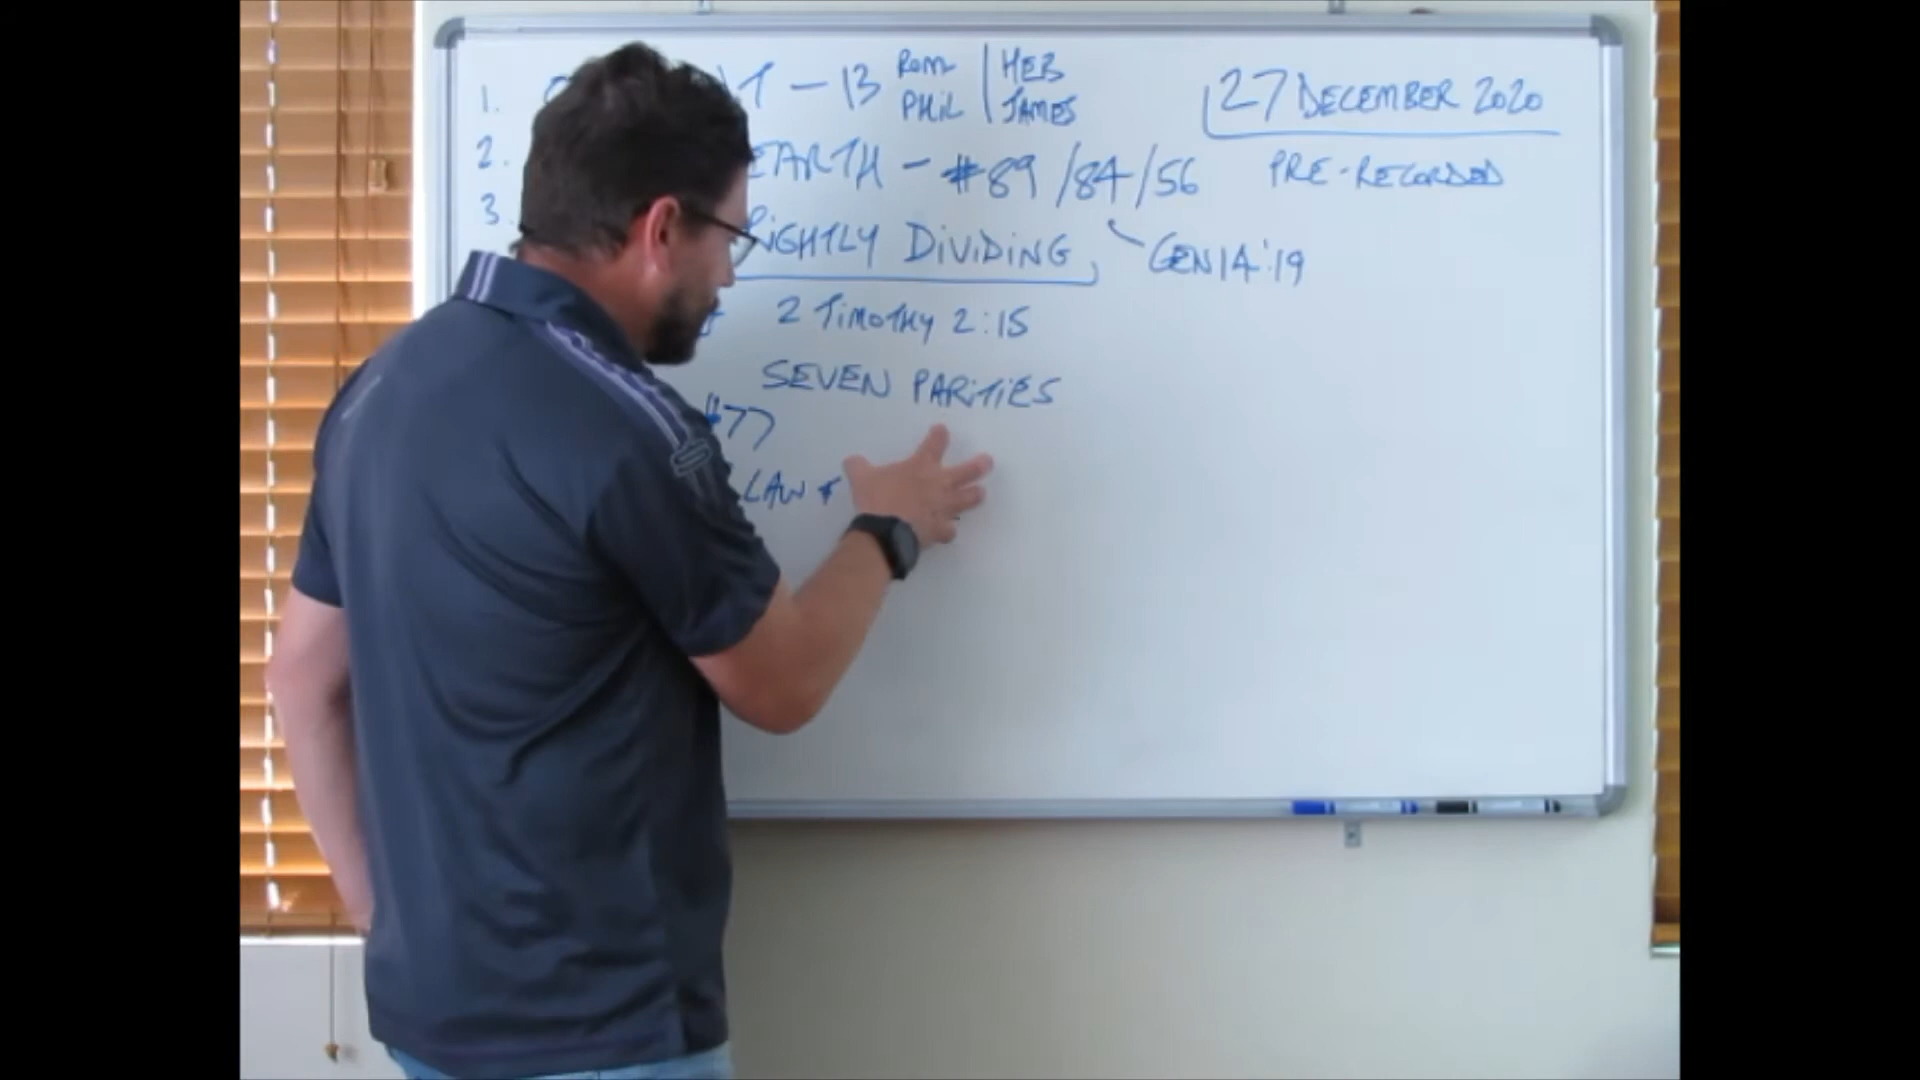 1. T - 13 ROM | HEB
PHIL | JAMES
27 DECEMBER 2020
2. EARTH - #89/84/56
PRE-RECORDED
3. RIGHTLY DIVIDING
GEN 14:19
2 TIMOTHY 2:15
SEVEN PARITIES
#77
LAW &